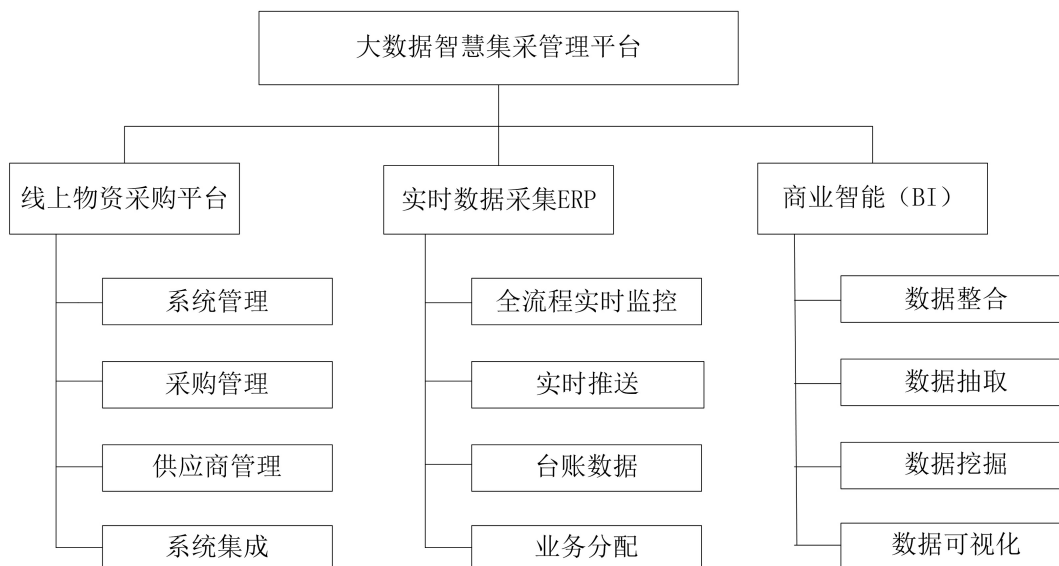 大数据智慧集采管理平台
线上物资采购平台
实时数据采集ERP
商业智能（BI）
系统管理
采购管理
供应商管理
系统集成
全流程实时监控
实时推送
台账数据
业务分配
数据整合
数据抽取
数据挖掘
数据可视化